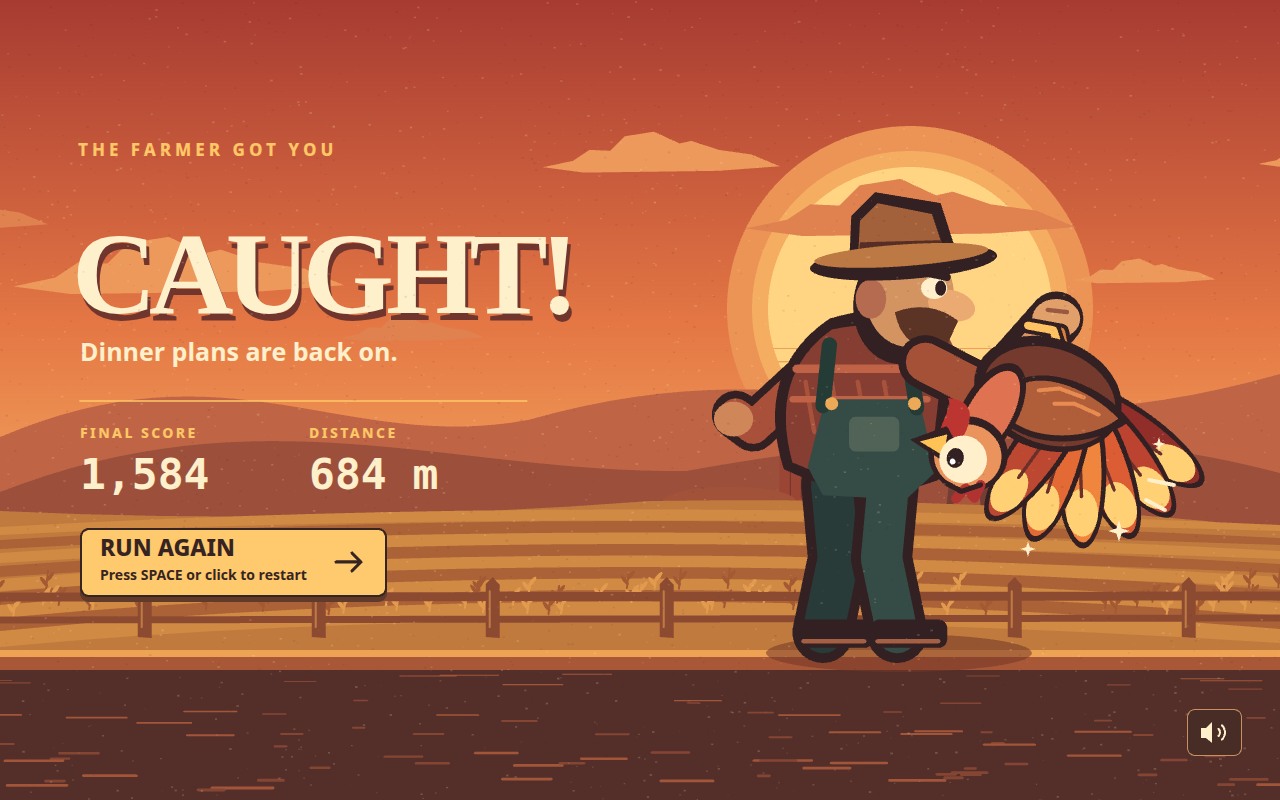 THE FARMER GOT YOU
CAUGHT!
Dinner plans are back on.
FINAL SCORE
1,584
DISTANCE
684 m
RUN AGAIN
Press SPACE or click to restart